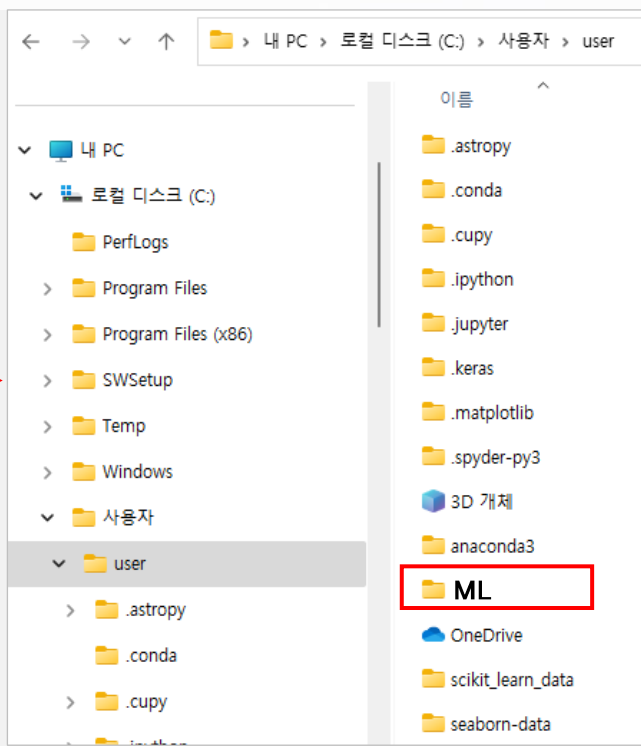 내 PC > 로컬 디스크 (C:) > 사용자 > user
내 PC
로컬 디스크 (C:)
PerfLogs
Program Files
Program Files (x86)
SWSetup
Temp
Windows
사용자
user
.astropy
.conda
.cupy
.ipython
이름
.astropy
.conda
.cupy
.ipython
.jupyter
.keras
.matplotlib
.spyder-py3
3D 개체
anaconda3
ML
OneDrive
scikit_learn_data
seaborn-data